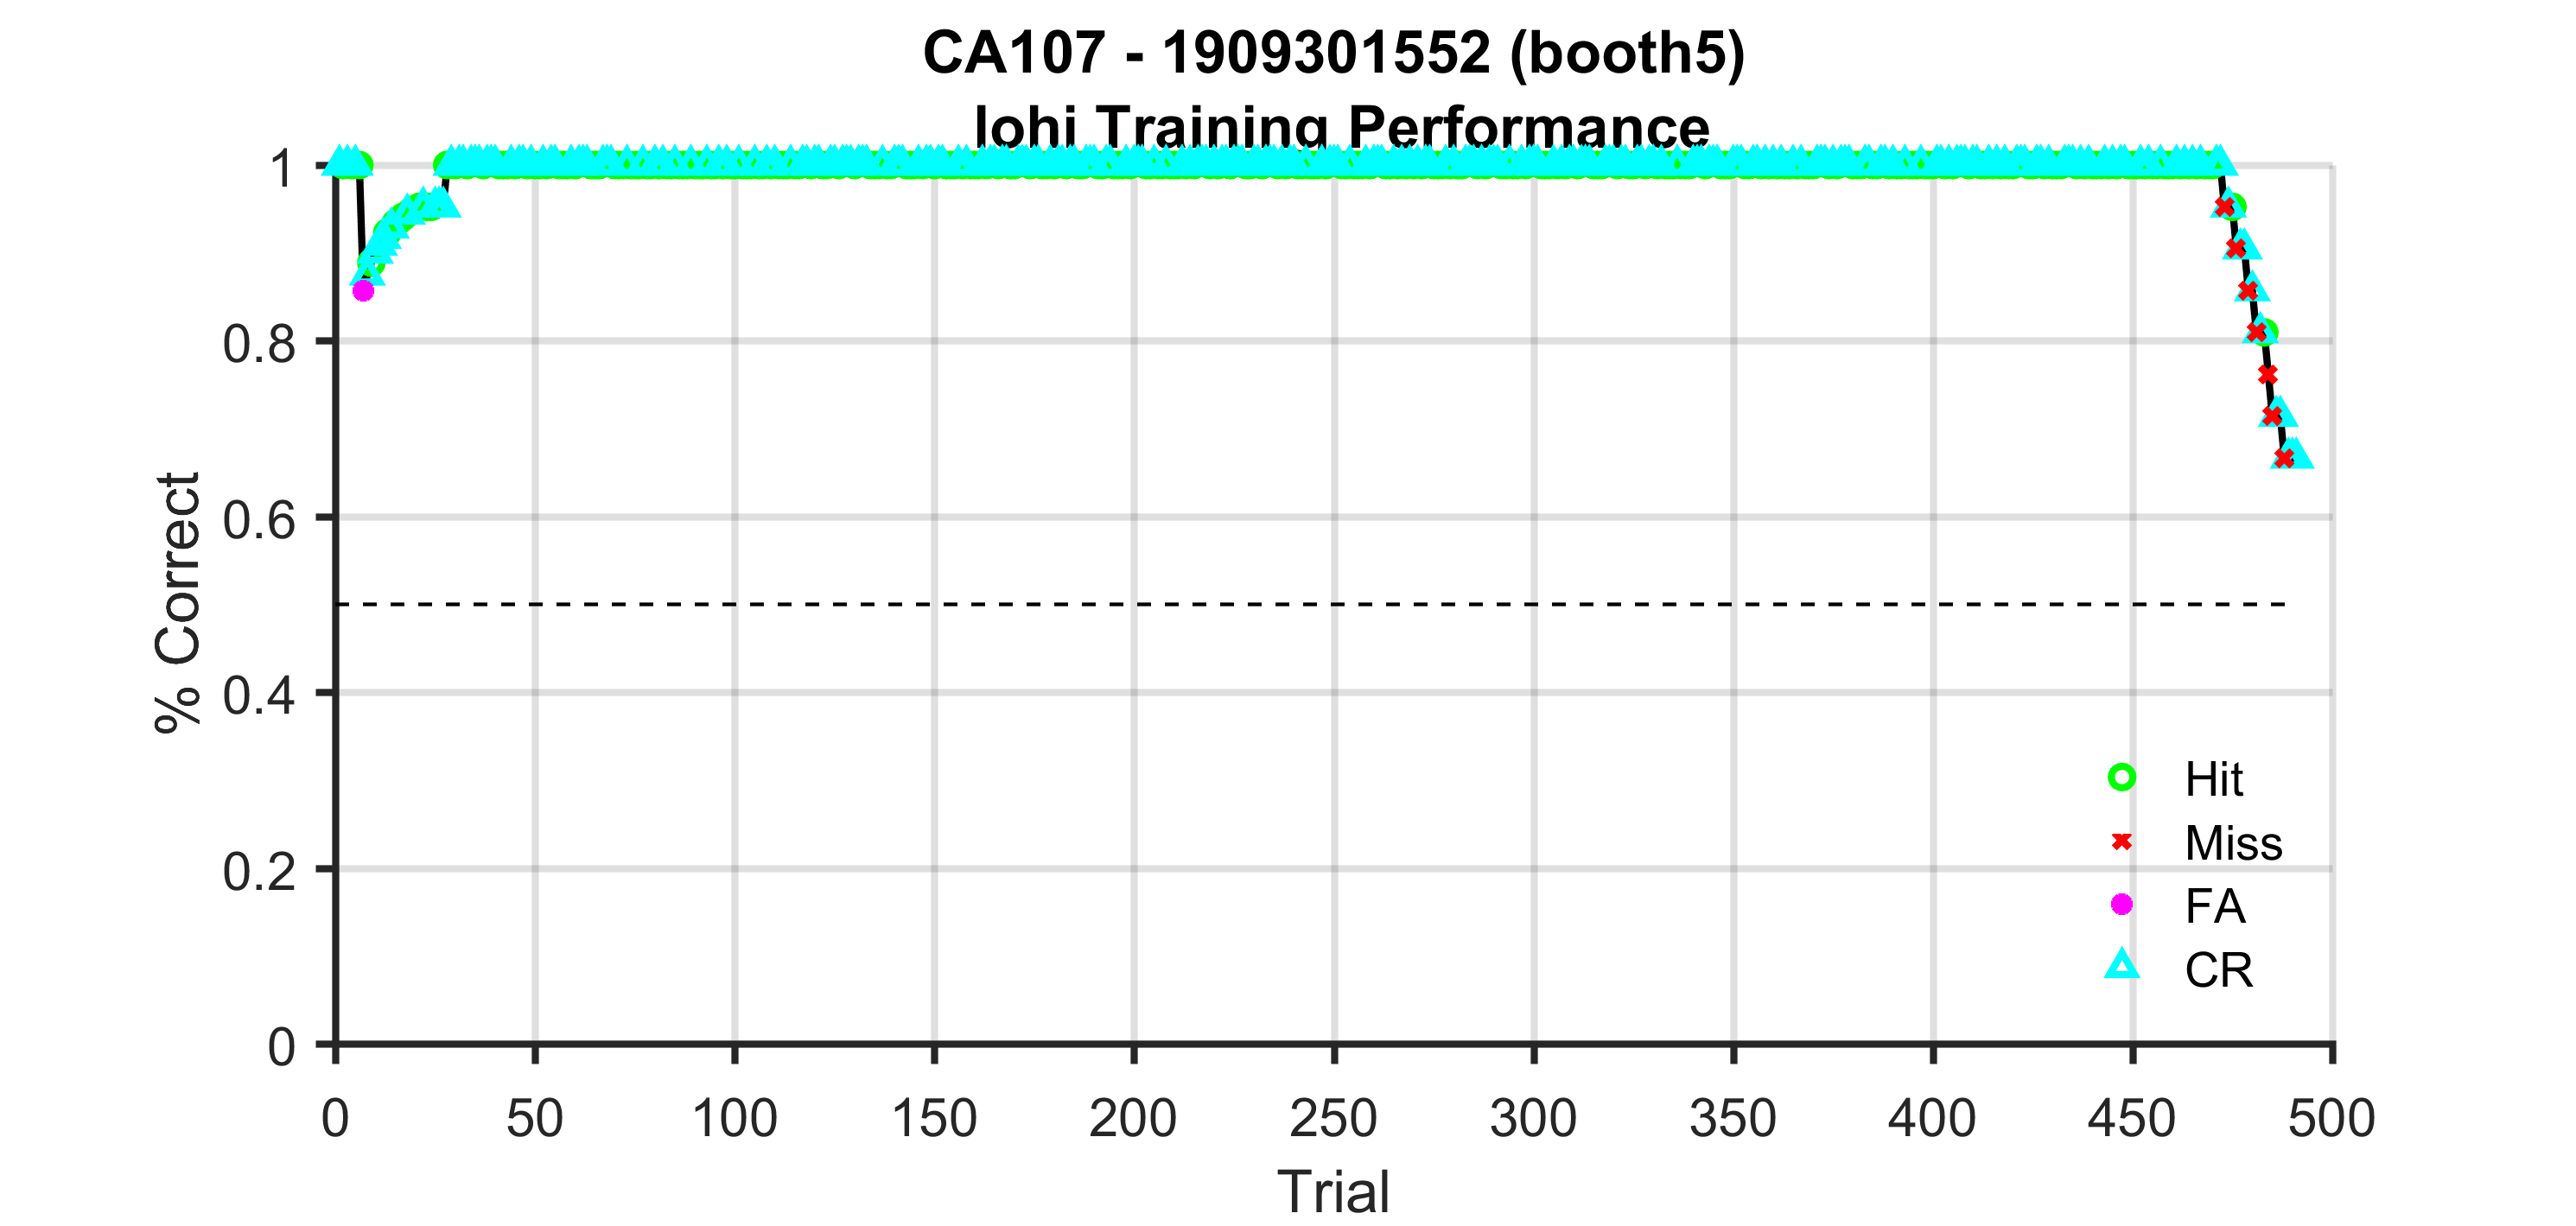 CA107 - 1909301552 (booth5)
lohi Training Performance
1
0.8
0.6
0.4
0.2
0
% Correct
0 50 100 150 200 250 300 350 400 450 500
Trial
Hit
Miss
FA
CR